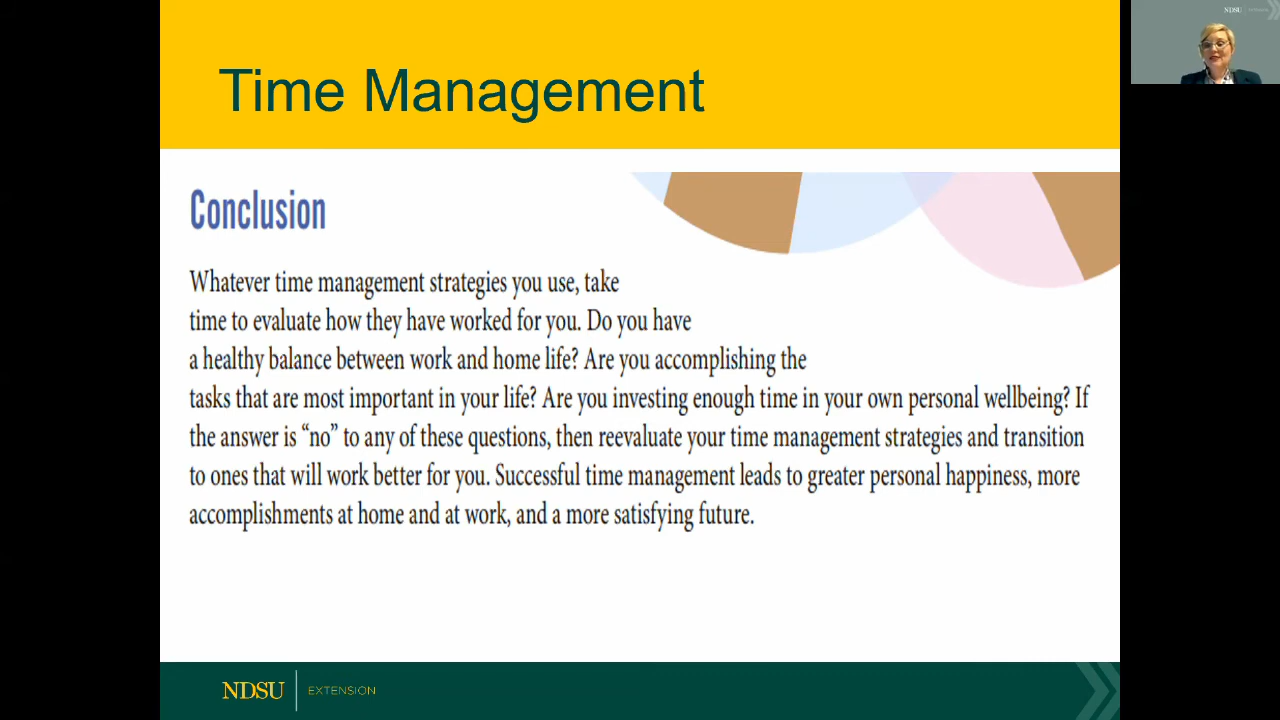 Time Management
Conclusion
Whatever time management strategies you use, take
time to evaluate how they have worked for you. Do you have
a healthy balance between work and home life? Are you accomplishing the
tasks that are most important in your life? Are you investing enough time in your own personal wellbeing? If
the answer is “no” to any of these questions, then reevaluate your time management strategies and transition
to ones that will work better for you. Successful time management leads to greater personal happiness, more
accomplishments at home and at work, and a more satisfying future.
NDSU EXTENSION
NDSU EXTENSION